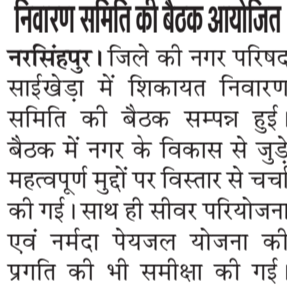 निवारण समिति की बैठक आयोजित
नरसिंहपुर। जिले की नगर परिषद
साईखेड़ा में शिकायत निवारण
समिति की बैठक सम्पन्न हुई।
बैठक में नगर के विकास से जुड़े
महत्वपूर्ण मुद्दों पर विस्तार से चर्चा
की गई। साथ ही सीवर परियोजना
एवं नर्मदा पेयजल योजना की
प्रगति की भी समीक्षा की गई।